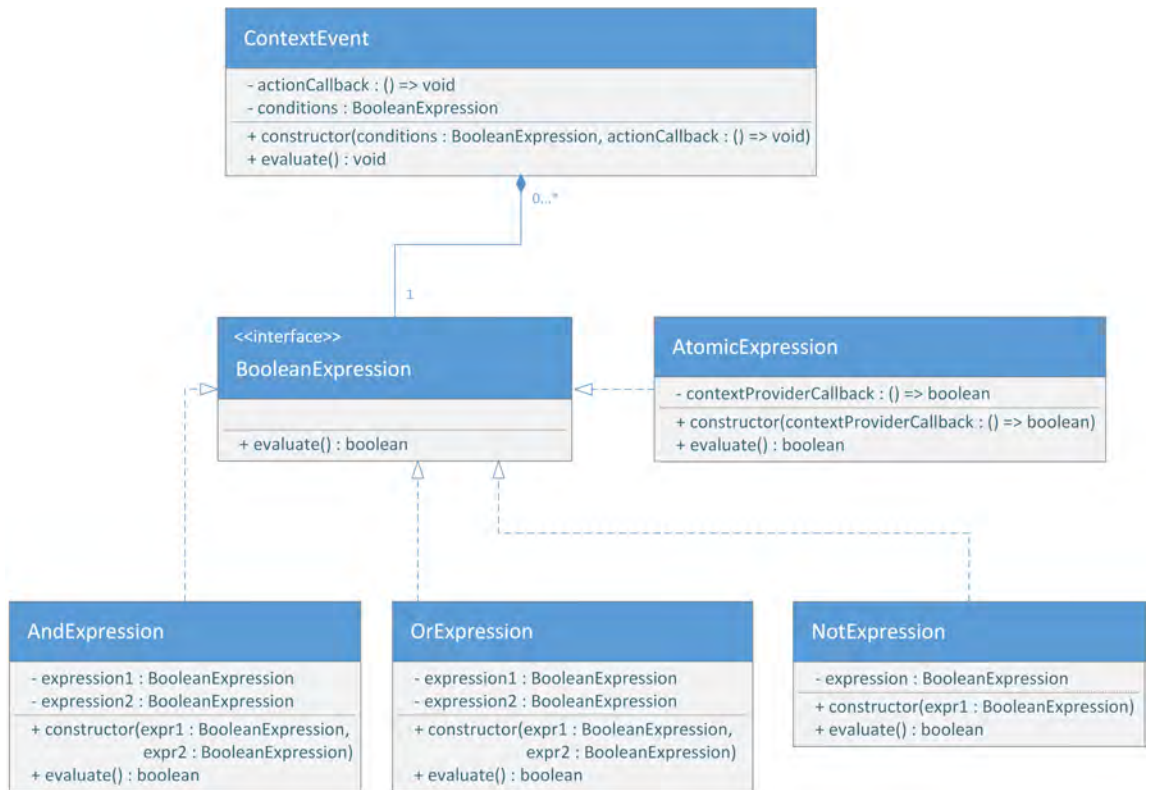 ContextEvent
- actionCallback : () => void
- conditions : BooleanExpression
+ constructor(conditions : BooleanExpression, actionCallback : () => void)
+ evaluate() : void
0...*
1
<<interface>>
BooleanExpression
+ evaluate() : boolean
AtomicExpression
- contextProviderCallback : () => boolean
+ constructor(contextProviderCallback : () => boolean)
+ evaluate() : boolean
AndExpression
- expression1 : BooleanExpression
- expression2 : BooleanExpression
+ constructor(expr1 : BooleanExpression,
expr2 : BooleanExpression)
+ evaluate() : boolean
OrExpression
- expression1 : BooleanExpression
- expression2 : BooleanExpression
+ constructor(expr1 : BooleanExpression,
expr2 : BooleanExpression)
+ evaluate() : boolean
NotExpression
- expression : BooleanExpression
+ constructor(expr1 : BooleanExpression)
+ evaluate() : boolean